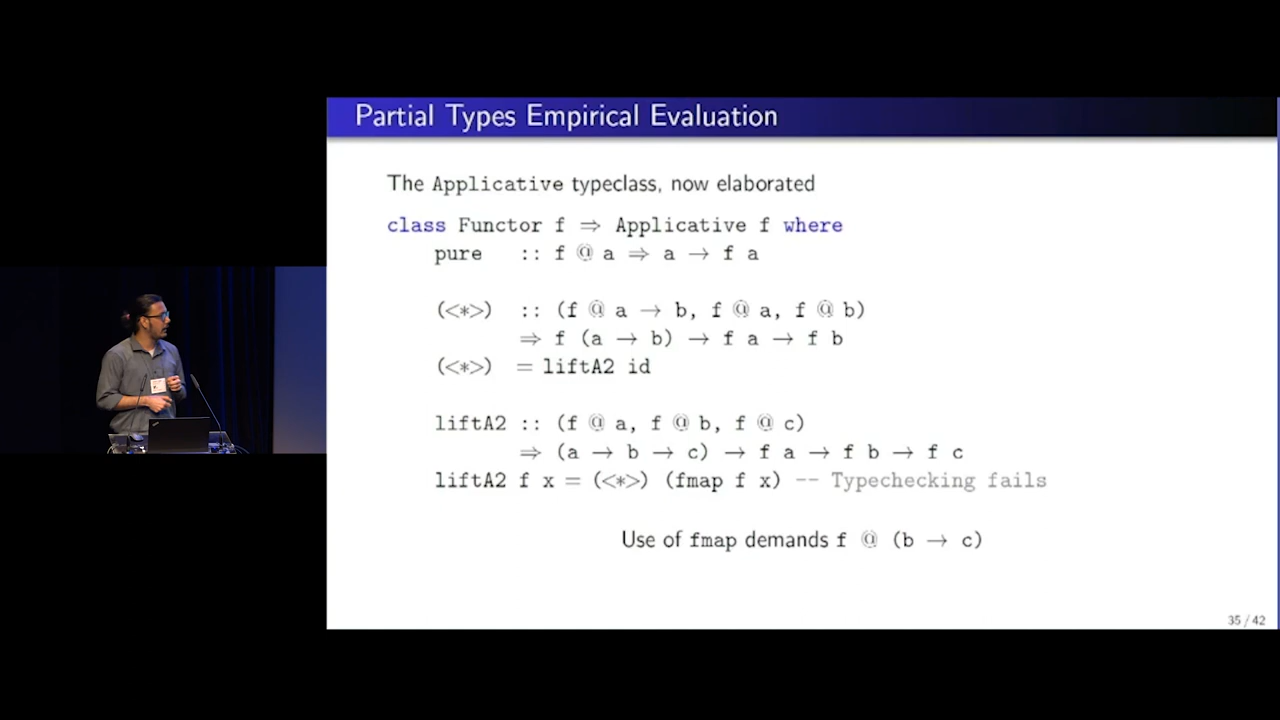 Partial Types Empirical Evaluation
The Applicative typeclass, now elaborated
class Functor f ⇒ Applicative f where
pure :: f @ a ⇒ a → f a
(<*>) :: (f @ a → b, f @ a, f @ b)
⇒ f (a → b) → f a → f b
(<*>) = liftA2 id
liftA2 :: (f @ a, f @ b, f @ c)
⇒ (a → b → c) → f a → f b → f c
liftA2 f x = (<*>) (fmap f x) -- Typechecking fails
Use of fmap demands f @ (b → c)
35 / 42